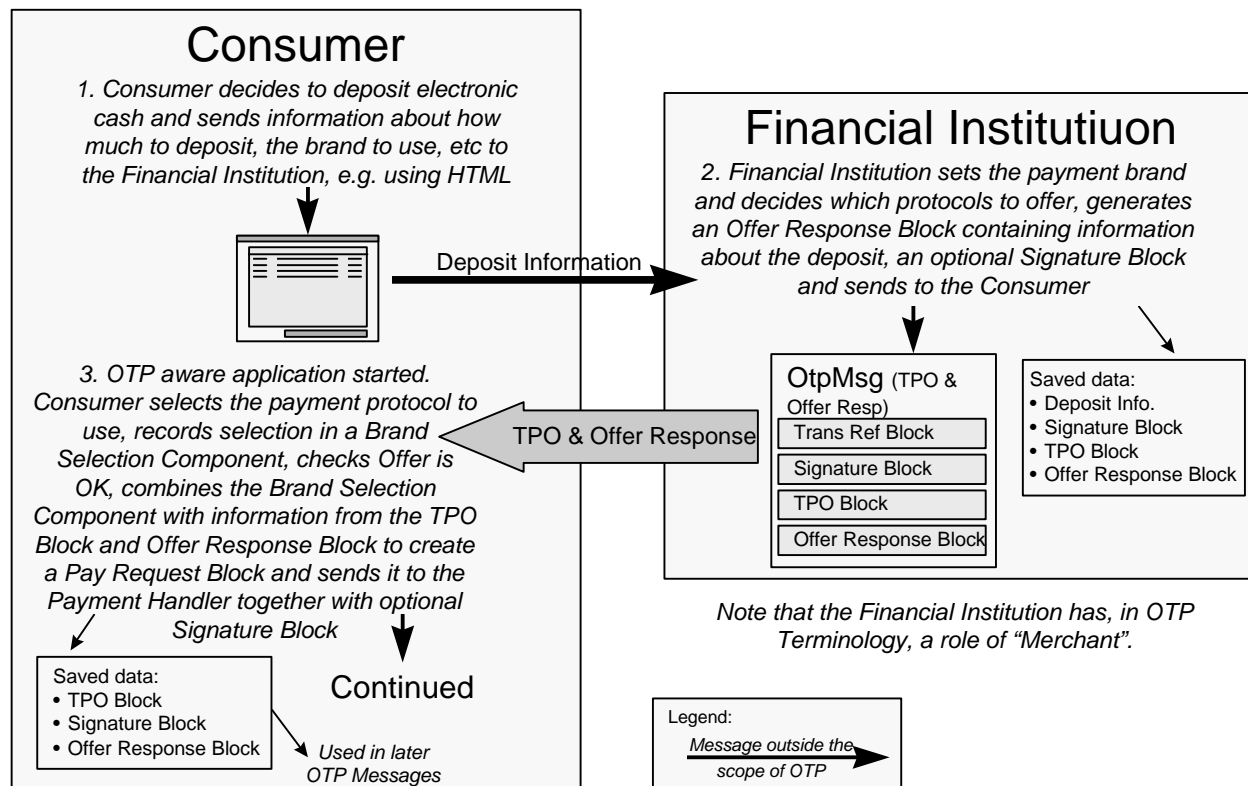 Consumer
1. Consumer decides to deposit electronic
cash and sends information about how
much to deposit, the brand to use, etc to
the Financial Institution, e.g. using HTML
Deposit Information
Financial Institutiuon
2. Financial Institution sets the payment brand
and decides which protocols to offer, generates
an Offer Response Block containing information
about the deposit, an optional Signature Block
and sends to the Consumer
OtpMsg (TPO &
Offer Resp)
Trans Ref Block
Signature Block
TPO Block
Offer Response Block
Saved data:
• Deposit Info.
• Signature Block
• TPO Block
• Offer Response Block
TPO & Offer Response
3. OTP aware application started.
Consumer selects the payment protocol to
use, records selection in a Brand
Selection Component, checks Offer is
OK, combines the Brand Selection
Component with information from the TPO
Block and Offer Response Block to create
a Pay Request Block and sends it to the
Payment Handler together with optional
Signature Block
Saved data:
• TPO Block
• Signature Block
• Offer Response Block
Continued
Used in later
OTP Messages
Note that the Financial Institution has, in OTP
Terminology, a role of “Merchant”.
Legend:
Message outside the
scope of OTP